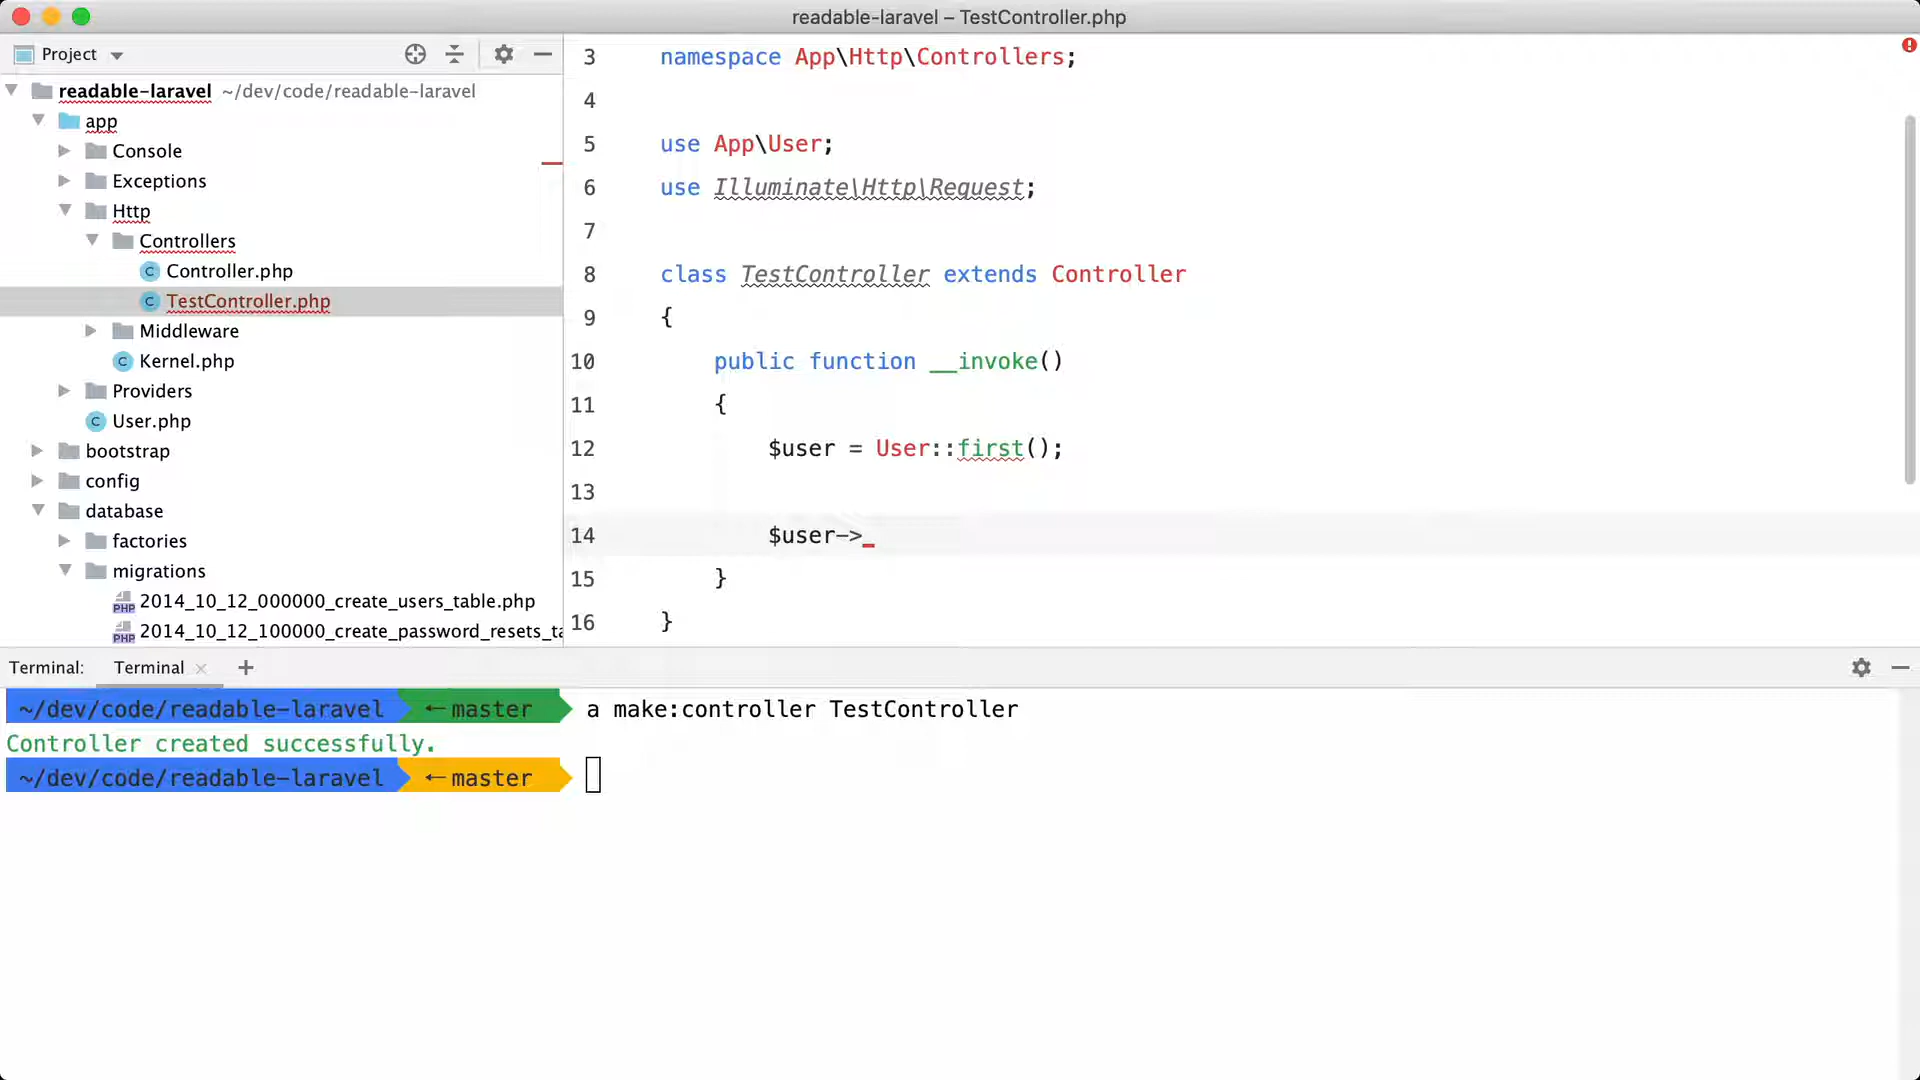 readable-laravel – TestController.php
Project
readable-laravel ~/dev/code/readable-laravel
app
Console
Exceptions
Http
Controllers
C Controller.php
C TestController.php
Middleware
C Kernel.php
Providers
C User.php
bootstrap
config
database
factories
migrations
PHP 2014_10_12_000000_create_users_table.php
PHP 2014_10_12_100000_create_password_resets_ta
3 namespace App\Http\Controllers;
4
5 use App\User;
6 use Illuminate\Http\Request;
7
8 class TestController extends Controller
9 {
10 public function __invoke()
11 {
12 $user = User::first();
13
14 $user->
15 }
16 }
Terminal: Terminal × +
~/dev/code/readable-laravel ←master a make:controller TestController
Controller created successfully.
~/dev/code/readable-laravel ←master